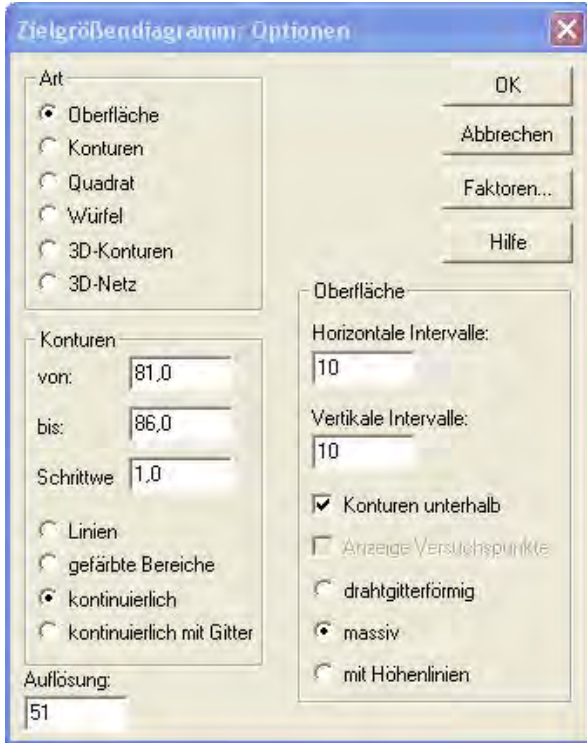 Zielgrößendiagramm: Optionen
Art
Oberfläche
Konturen
Quadrat
Würfel
3D-Konturen
3D-Netz
OK
Abbrechen
Faktoren...
Hilfe
Konturen
von: 81,0
bis: 86,0
Schrittwe 1,0
Linien
gefärbte Bereiche
kontinuierlich
kontinuierlich mit Gitter
Auflösung:
51
Oberfläche
Horizontale Intervalle:
10
Vertikale Intervalle:
10
Konturen unterhalb
Anzeige Versuchspunkte
drahtgitterförmig
massiv
mit Höhenlinien